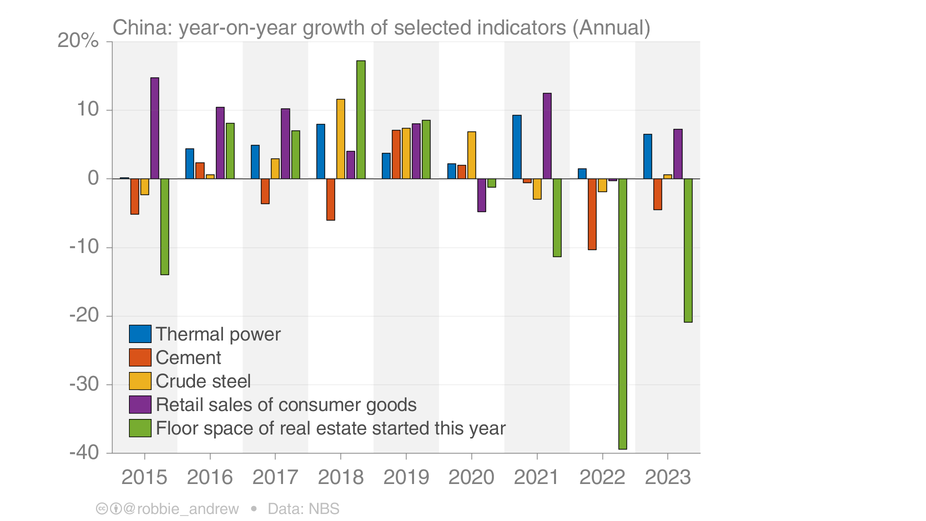 China: year-on-year growth of selected indicators (Annual)
20%
10
0
-10
-20
-30
-40
Thermal power
Cement
Crude steel
Retail sales of consumer goods
Floor space of real estate started this year
2015 2016 2017 2018 2019 2020 2021 2022 2023
@robbie_andrew • Data: NBS